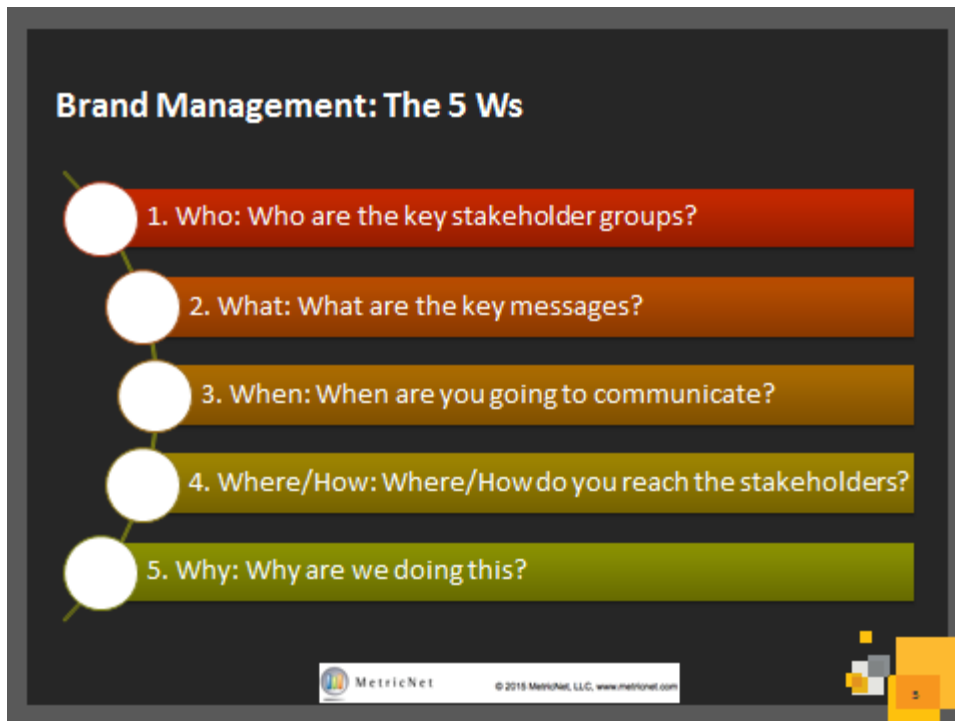 Brand Management: The 5 Ws
1. Who: Who are the key stakeholder groups?
2. What: What are the key messages?
3. When: When are you going to communicate?
4. Where/How: Where/How do you reach the stakeholders?
5. Why: Why are we doing this?
MetricNet
© 2015 MetricNet, LLC, www.metricnet.com
5